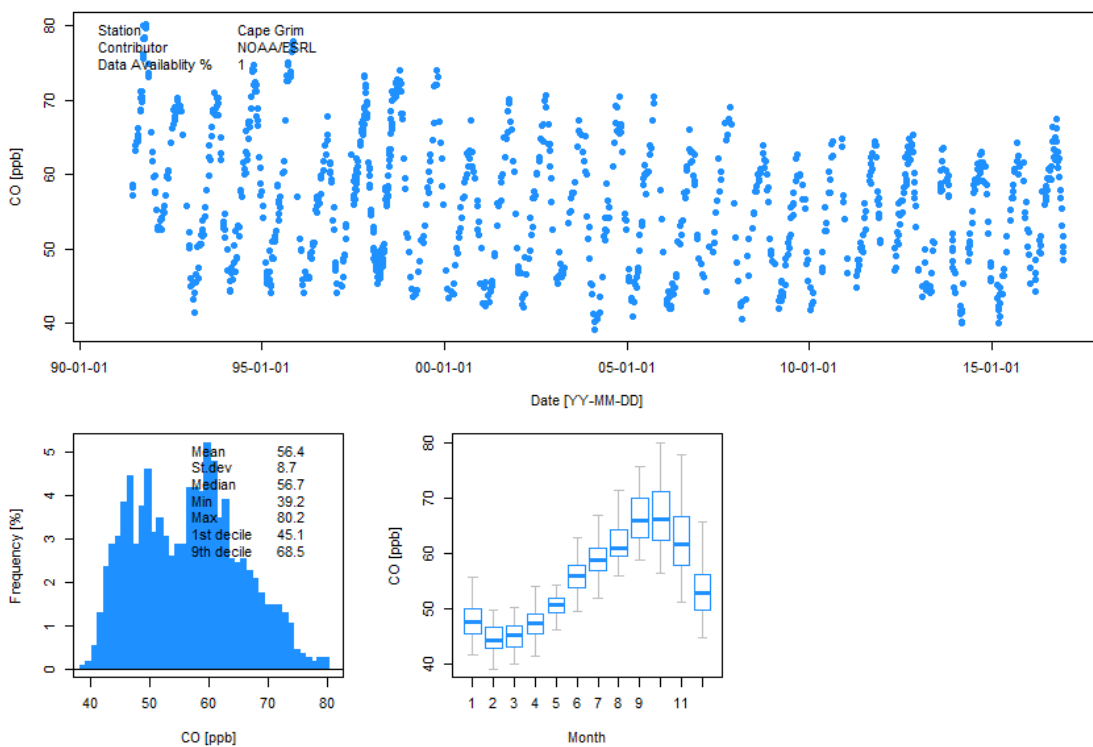 80
70
60
50
40
CO [ppb]
Station Cape Grim
Contributor NOAA/ESRL
Data Availablity % 1
90-01-01 95-01-01 00-01-01 05-01-01 10-01-01 15-01-01
Date [YY-MM-DD]
5
4
3
2
1
0
Frequency [%]
Mean 56.4
St.dev 8.7
Median 56.7
Min 39.2
Max 80.2
1st decile 45.1
9th decile 68.5
40 50 60 70 80
CO [ppb]
80
70
60
50
40
CO [ppb]
1 2 3 4 5 6 7 8 9 11
Month